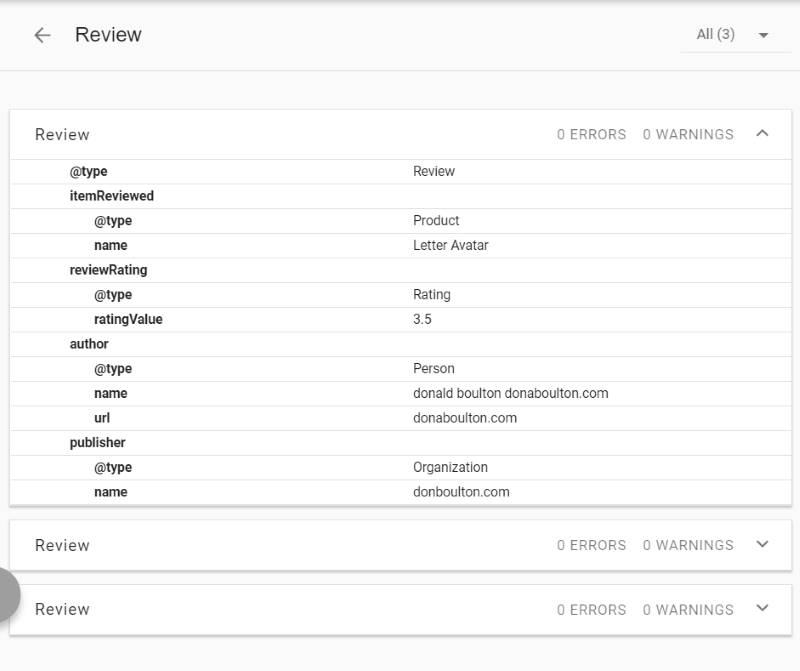 Review
All (3)
Review 0 ERRORS 0 WARNINGS
@type Review
itemReviewed
@type Product
name Letter Avatar
reviewRating
@type Rating
ratingValue 3.5
author
@type Person
name donald boulton donaboulton.com
url donaboulton.com
publisher
@type Organization
name donboulton.com
Review 0 ERRORS 0 WARNINGS
Review 0 ERRORS 0 WARNINGS